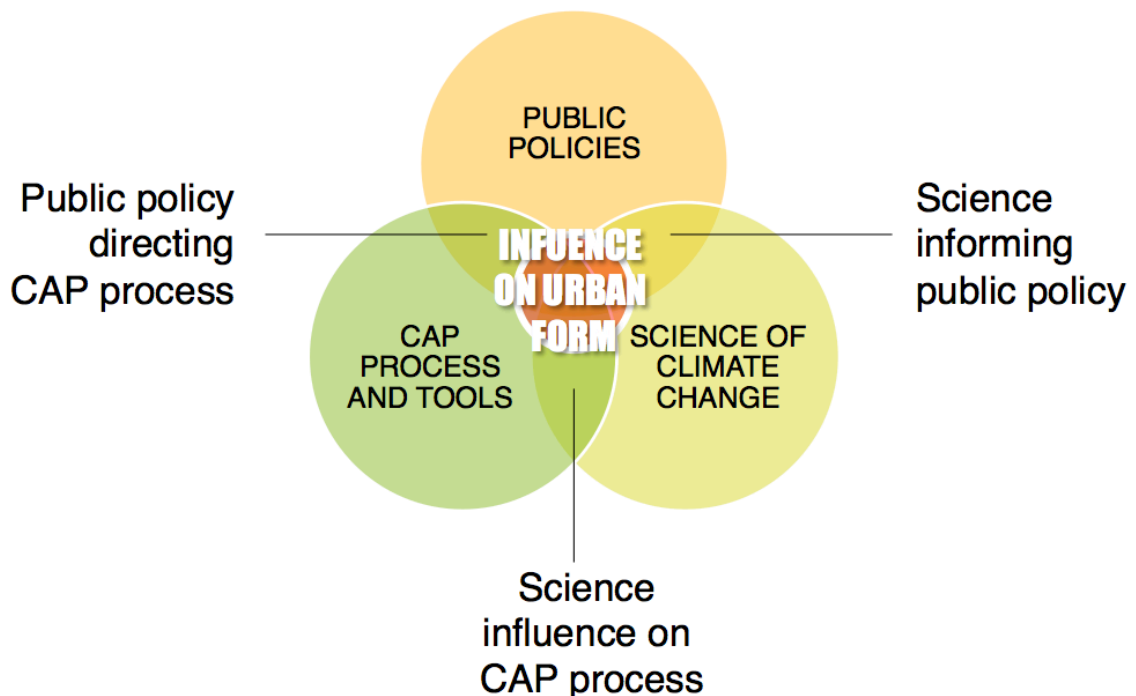 PUBLIC
POLICIES
Public policy
directing
CAP process
Science
informing
public policy
INFUENCE
ON URBAN
FORM
CAP
PROCESS
AND TOOLS
SCIENCE OF
CLIMATE
CHANGE
Science
influence on
CAP process